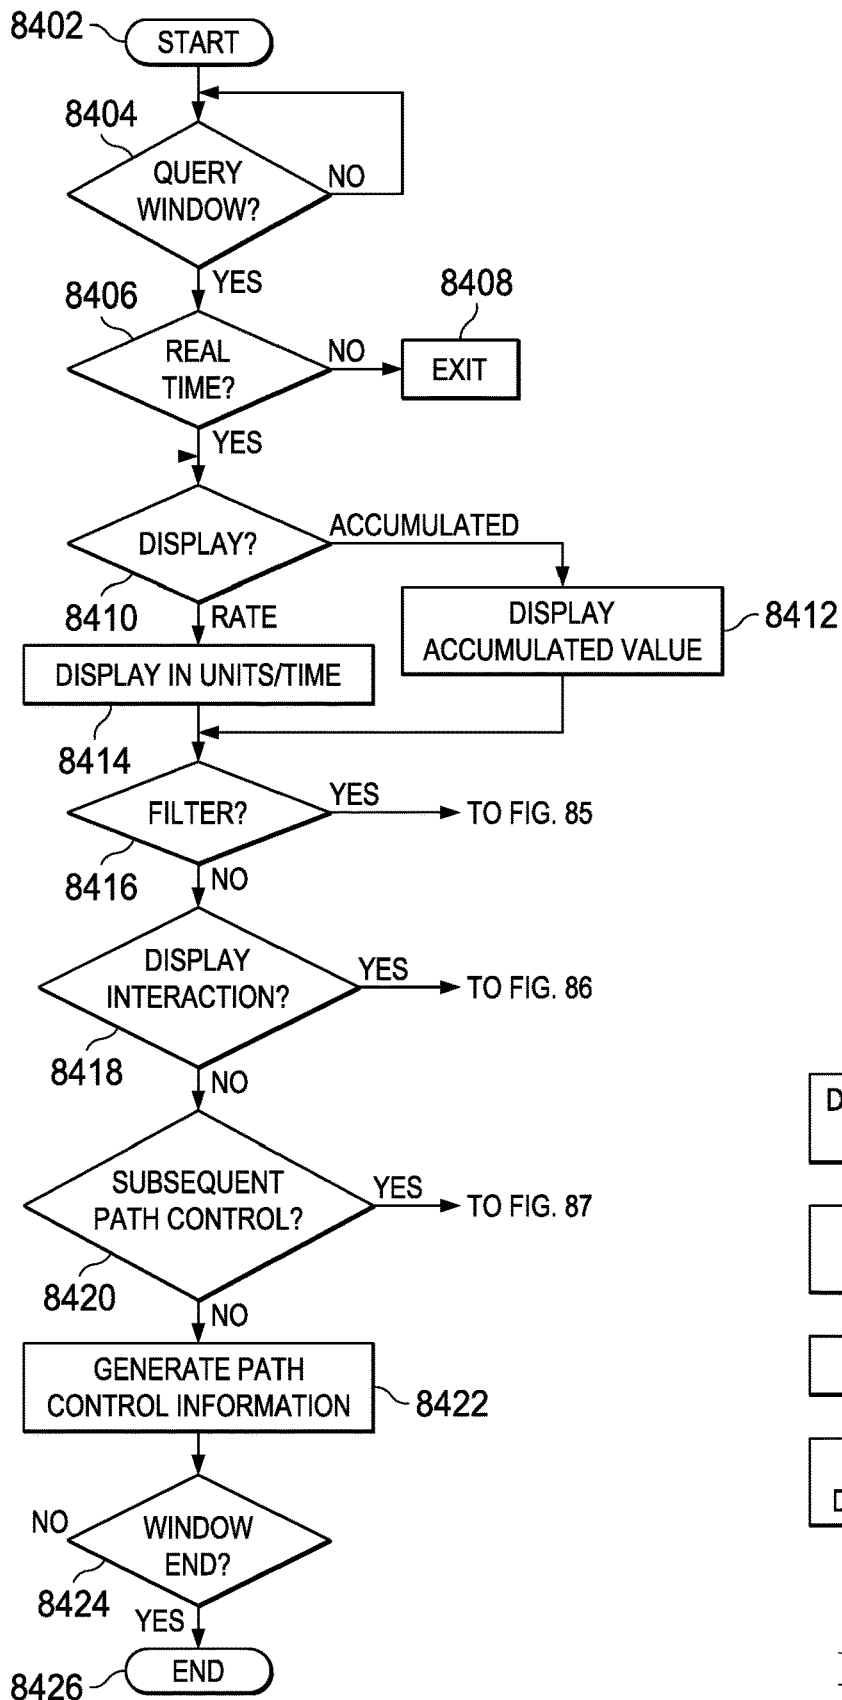 8402
START
8404
QUERY
WINDOW?
NO
YES
8406
REAL
TIME?
NO
8408
EXIT
YES
DISPLAY?
ACCUMULATED
8410
RATE
DISPLAY
ACCUMULATED VALUE
8412
DISPLAY IN UNITS/TIME
8414
FILTER?
YES
TO FIG. 85
8416
NO
DISPLAY
INTERACTION?
YES
TO FIG. 86
8418
NO
SUBSEQUENT
PATH CONTROL?
YES
TO FIG. 87
8420
NO
GENERATE PATH
CONTROL INFORMATION
8422
NO
WINDOW
END?
8424
YES
END
8426
D